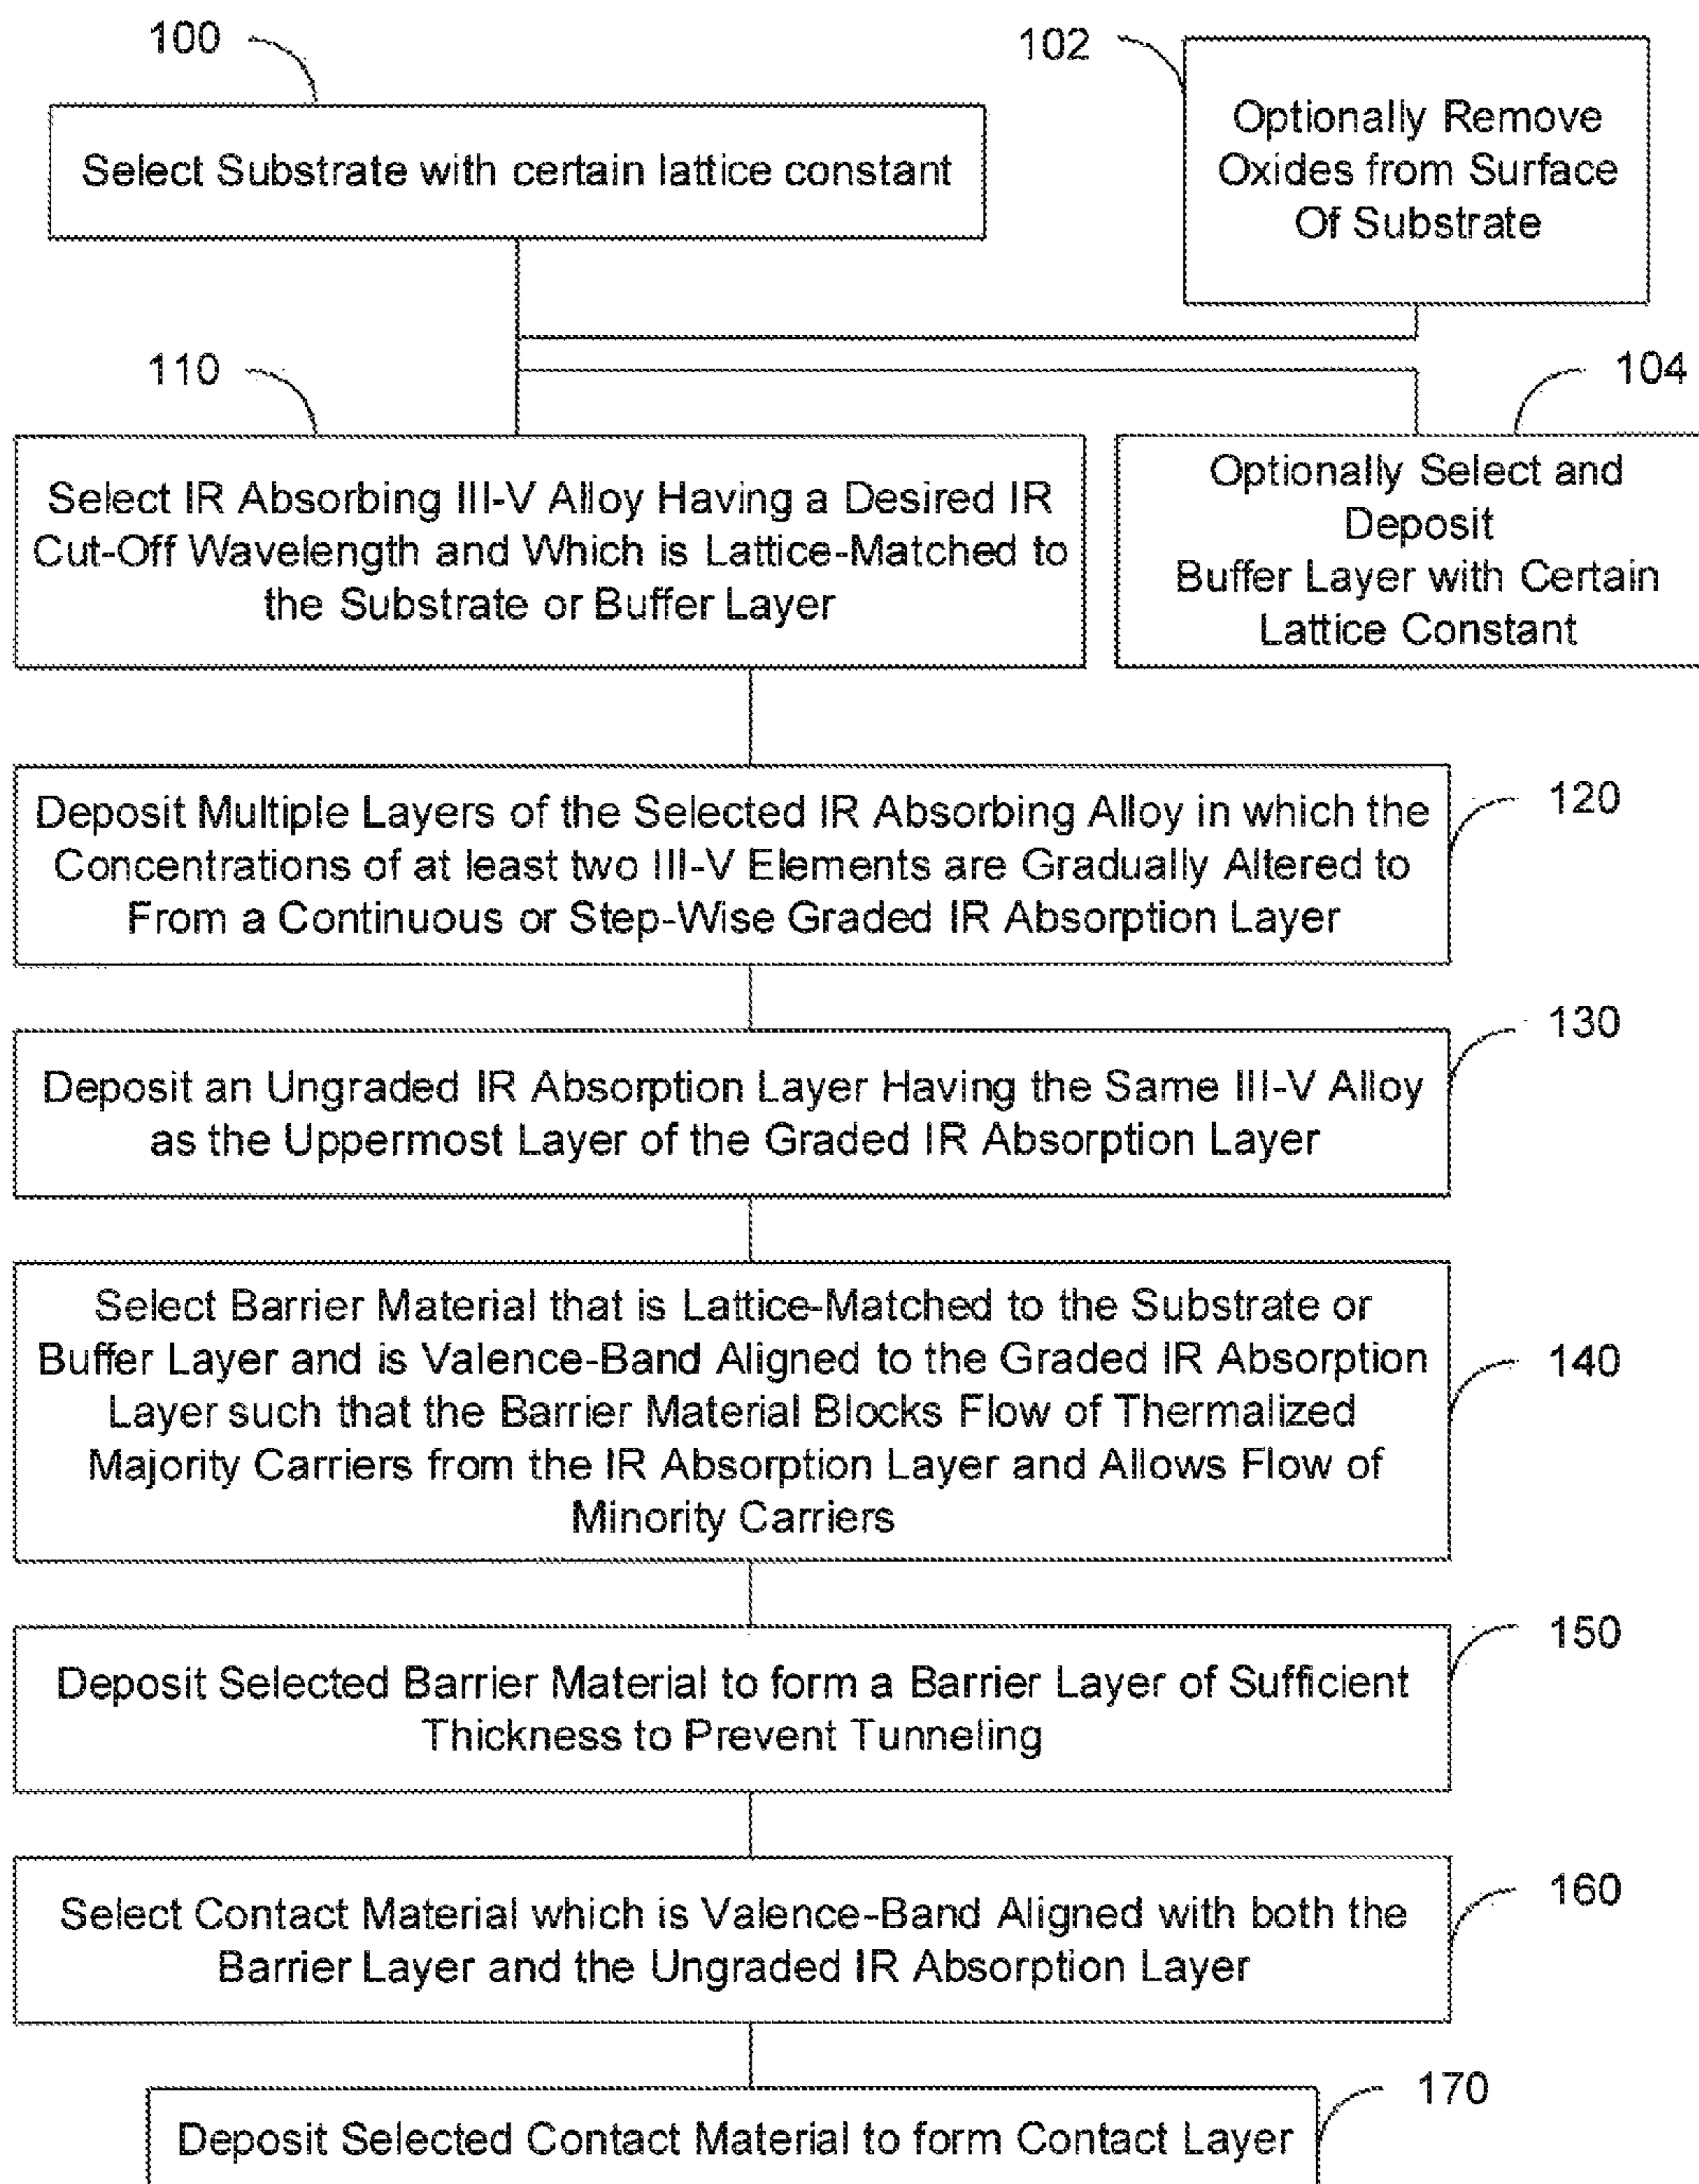 100
Select Substrate with certain lattice constant
102
Optionally Remove
Oxides from Surface
Of Substrate
110
Select IR Absorbing III-V Alloy Having a Desired IR
Cut-Off Wavelength and Which is Lattice-Matched to
the Substrate or Buffer Layer
104
Optionally Select and
Deposit
Buffer Layer with Certain
Lattice Constant
Deposit Multiple Layers of the Selected IR Absorbing Alloy in which the
Concentrations of at least two III-V Elements are Gradually Altered to
From a Continuous or Step-Wise Graded IR Absorption Layer
120
Deposit an Ungraded IR Absorption Layer Having the Same III-V Alloy
as the Uppermost Layer of the Graded IR Absorption Layer
130
Select Barrier Material that is Lattice-Matched to the Substrate or
Buffer Layer and is Valence-Band Aligned to the Graded IR Absorption
Layer such that the Barrier Material Blocks Flow of Thermalized
Majority Carriers from the IR Absorption Layer and Allows Flow of
Minority Carriers
140
Deposit Selected Barrier Material to form a Barrier Layer of Sufficient
Thickness to Prevent Tunneling
150
Select Contact Material which is Valence-Band Aligned with both the
Barrier Layer and the Ungraded IR Absorption Layer
160
Deposit Selected Contact Material to form Contact Layer
170